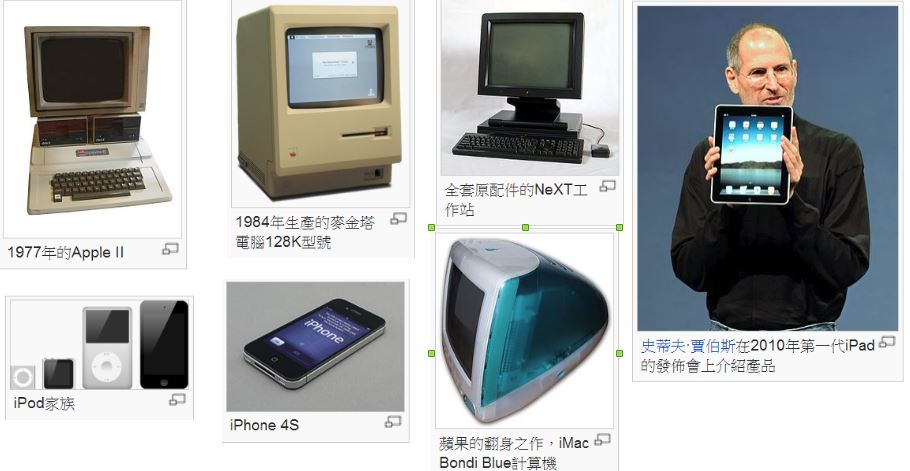 1977年的Apple II
1984年生產的麥金塔
電腦128K型號
全套原配件的NeXT工
作站
史蒂夫·賈伯斯在2010年第一代iPad
的發佈會上介紹產品
iPod家族
iPhone
iPhone 4S
蘋果的翻身之作，iMac
Bondi Blue計算機